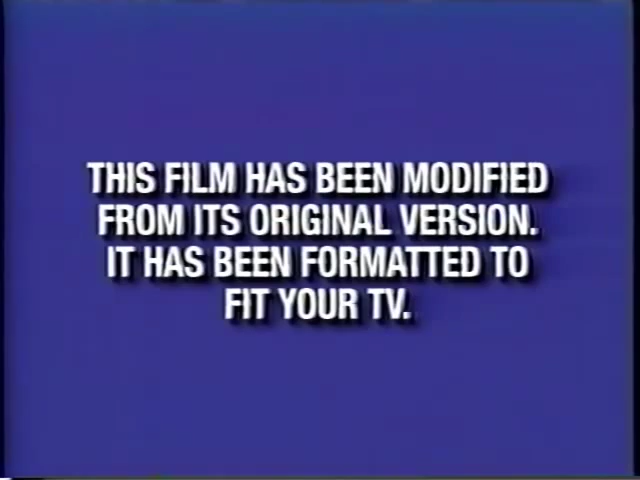 THIS FILM HAS BEEN MODIFIED
FROM ITS ORIGINAL VERSION.
IT HAS BEEN FORMATTED TO
FIT YOUR TV.